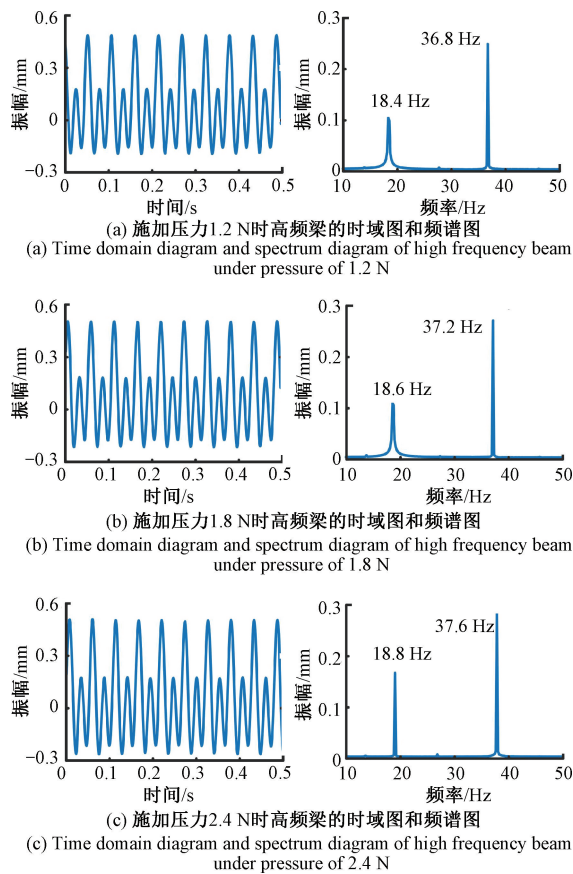 0.6
0.3
0
−0.3
振幅/mm
0 0.1 0.2 0.3 0.4 0.5
时间/s
0.3
0.2
0.1
0
振幅/mm
18.4 Hz
36.8 Hz
10 20 30 40 50
频率/Hz
(a) 施加压力1.2 N时高频梁的时域图和频谱图
(a) Time domain diagram and spectrum diagram of high frequency beam
under pressure of 1.2 N
0.6
0.3
0
−0.3
振幅/mm
0 0.1 0.2 0.3 0.4 0.5
时间/s
0.3
0.2
0.1
0
振幅/mm
18.6 Hz
37.2 Hz
10 20 30 40 50
频率/Hz
(b) 施加压力1.8 N时高频梁的时域图和频谱图
(b) Time domain diagram and spectrum diagram of high frequency beam
under pressure of 1.8 N
0.6
0.3
0
−0.3
振幅/mm
0 0.1 0.2 0.3 0.4 0.5
时间/s
0.3
0.2
0.1
0
振幅/mm
18.8 Hz
37.6 Hz
10 20 30 40 50
频率/Hz
(c) 施加压力2.4 N时高频梁的时域图和频谱图
(c) Time domain diagram and spectrum diagram of high frequency beam
under pressure of 2.4 N